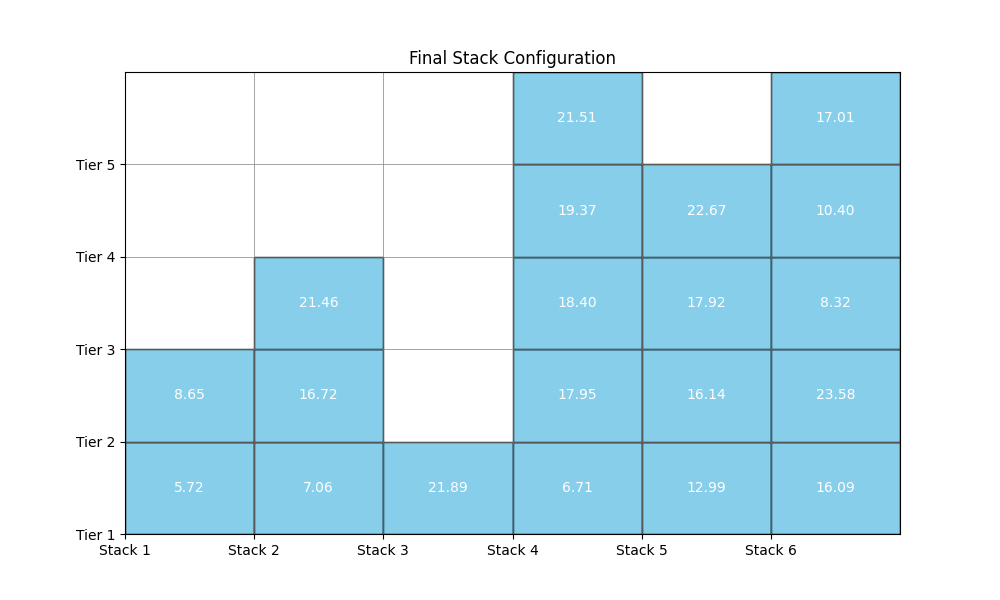 Final Stack Configuration
21.51 17.01
Tier 5
19.37 22.67 10.40
Tier 4
21.46 18.40 17.92 8.32
Tier 3
8.65 16.72 17.95 16.14 23.58
Tier 2
5.72 7.06 21.89 6.71 12.99 16.09
Tier 1
Stack 1 Stack 2 Stack 3 Stack 4 Stack 5 Stack 6